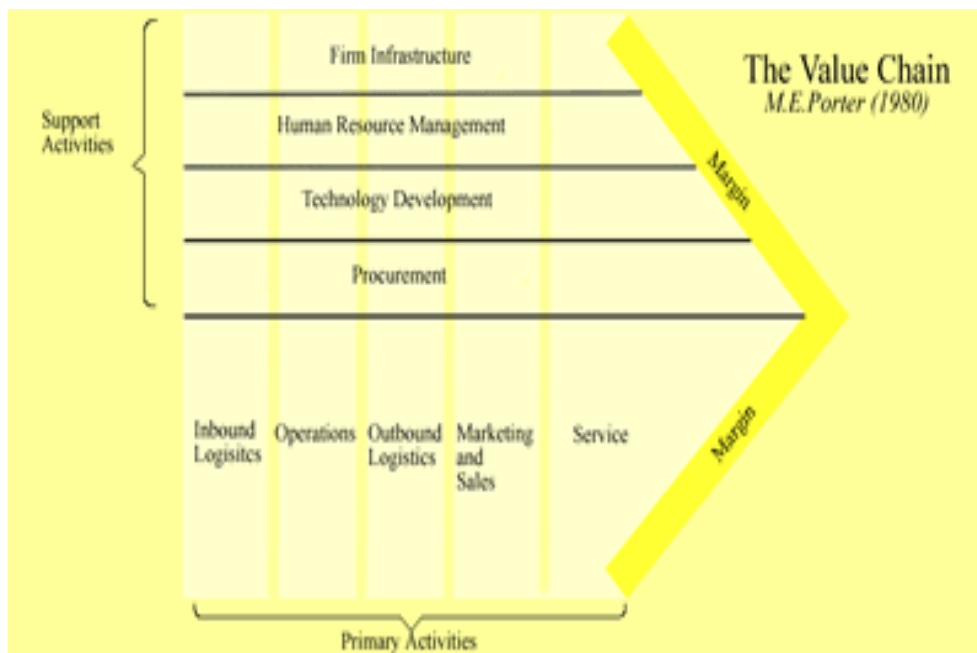 The Value Chain
M.E.Porter (1980)
Support
Activities
Firm Infrastructure
Human Resource Management
Technology Development
Procurement
Margin
Margin
Inbound
Logisitcs
Operations
Outbound
Logistics
Marketing
and
Sales
Service
Primary Activities